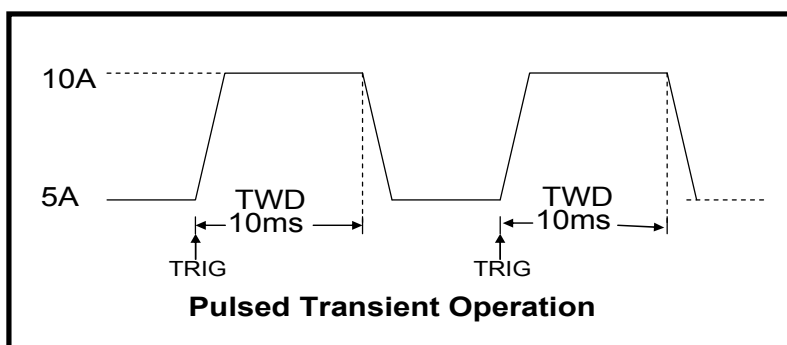 10A
5A
TWD
10ms
TWD
10ms
TRIG
TRIG
Pulsed Transient Operation